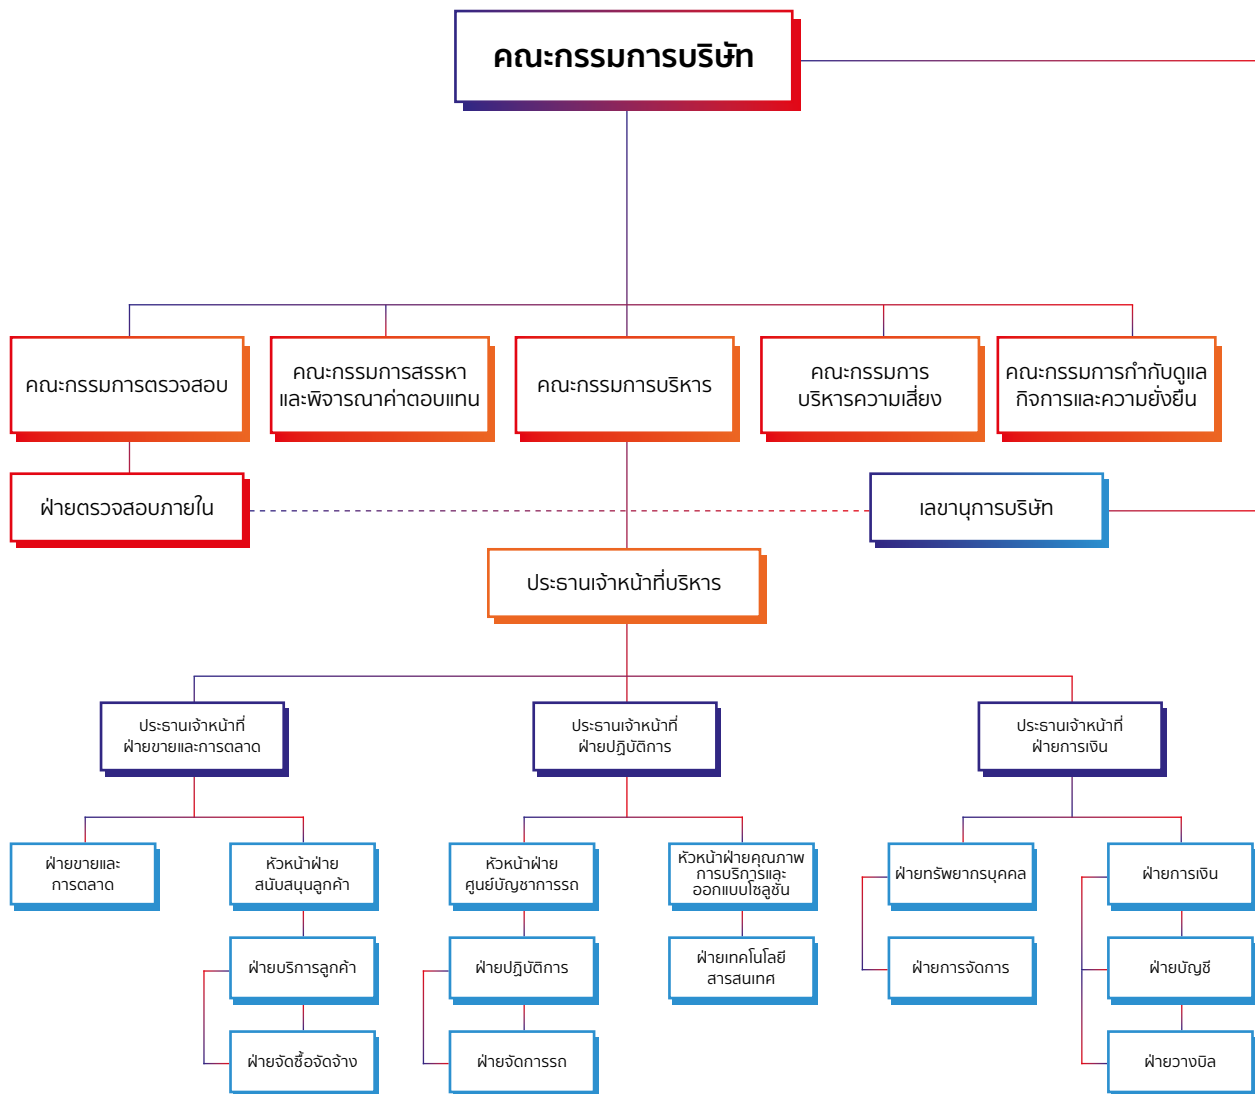 คณะกรรมการบริษัท
คณะกรรมการตรวจสอบ
คณะกรรมการสรรหา
และพิจารณาค่าตอบแทน
คณะกรรมการบริหาร
คณะกรรมการ
บริหารความเสี่ยง
คณะกรรมการกำกับดูแล
กิจการและความยั่งยืน
ฝ่ายตรวจสอบภายใน
เลขานุการบริษัท
ประธานเจ้าหน้าที่บริหาร
ประธานเจ้าหน้าที่
ฝ่ายขายและการตลาด
ประธานเจ้าหน้าที่
ฝ่ายปฏิบัติการ
ประธานเจ้าหน้าที่
ฝ่ายการเงิน
ฝ่ายขายและ
การตลาด
หัวหน้าฝ่าย
สนับสนุนลูกค้า
หัวหน้าฝ่าย
ศูนย์บัญชาการรถ
หัวหน้าฝ่ายคุณภาพ
การบริการและ
ออกแบบโซลูชั่น
ฝ่ายทรัพยากรบุคคล
ฝ่ายการเงิน
ฝ่ายบริการลูกค้า
ฝ่ายปฏิบัติการ
ฝ่ายเทคโนโลยี
สารสนเทศ
ฝ่ายการจัดการ
ฝ่ายบัญชี
ฝ่ายจัดซื้อจัดจ้าง
ฝ่ายจัดการรถ
ฝ่ายวางบิล